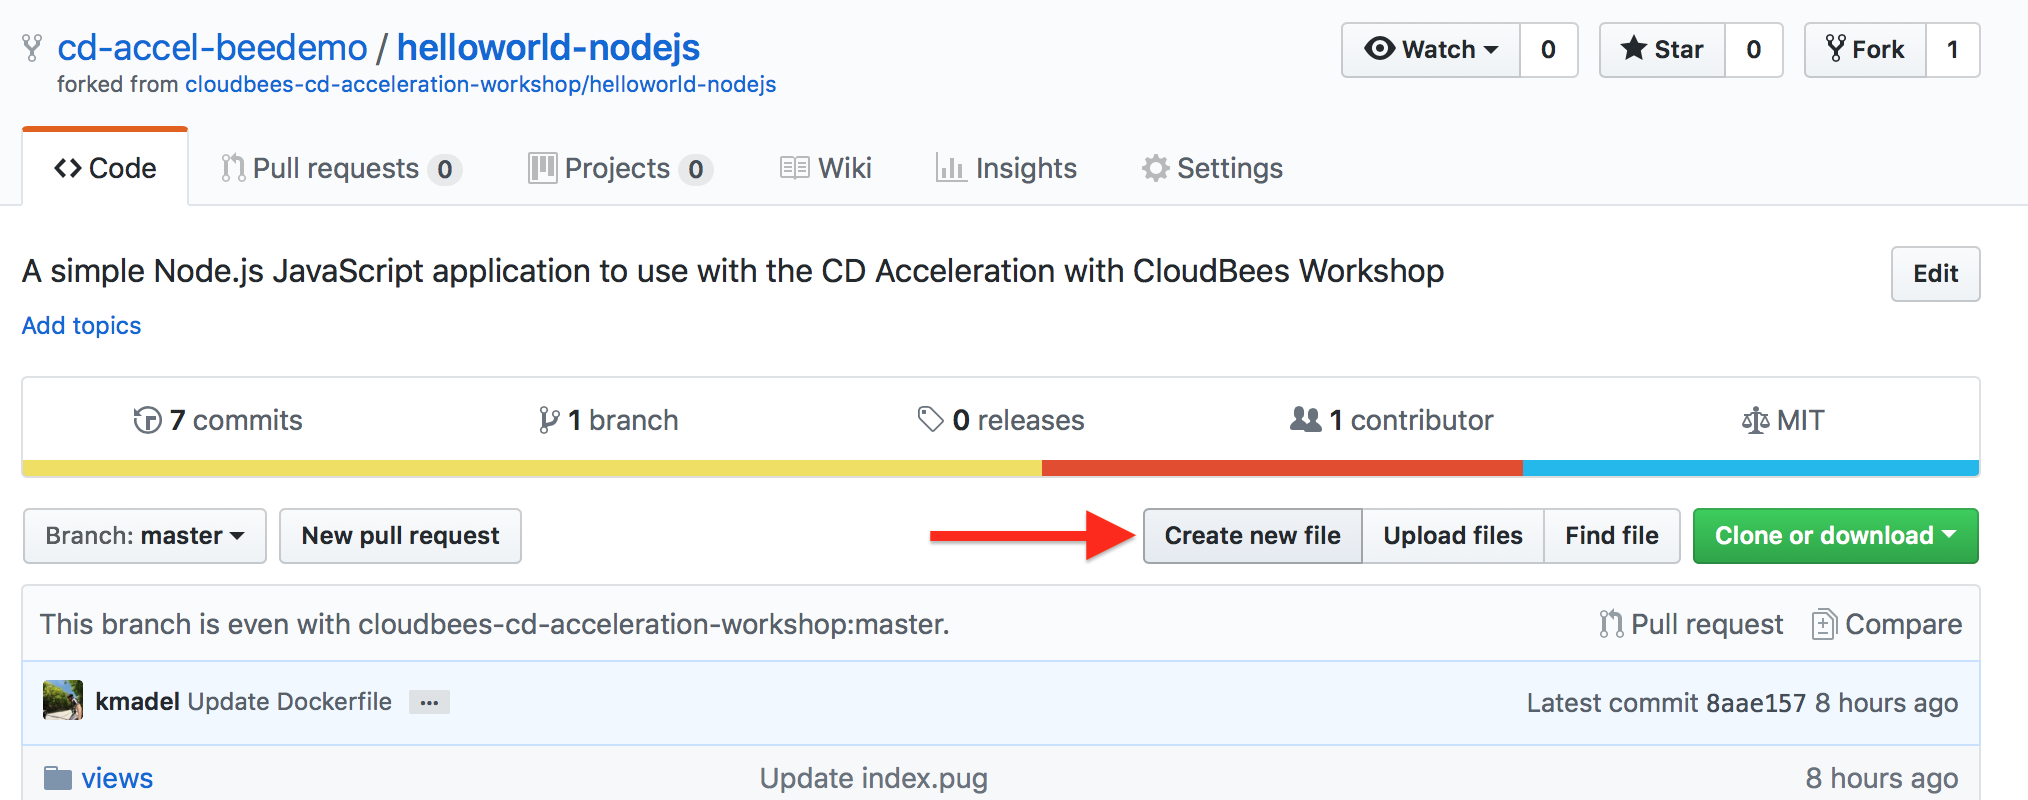 cd-accel-beedemo / helloworld-nodejs
Watch 0 Star 0 Fork 1
forked from cloudbees-cd-acceleration-workshop/helloworld-nodejs
Code Pull requests 0 Projects 0 Wiki Insights Settings
A simple Node.js JavaScript application to use with the CD Acceleration with CloudBees Workshop
Edit
Add topics
7 commits 1 branch 0 releases 1 contributor MIT
Branch: master New pull request Create new file Upload files Find file Clone or download
This branch is even with cloudbees-cd-acceleration-workshop:master. Pull request Compare
kmadel Update Dockerfile ... Latest commit 8aae157 8 hours ago
views Update index.pug 8 hours ago